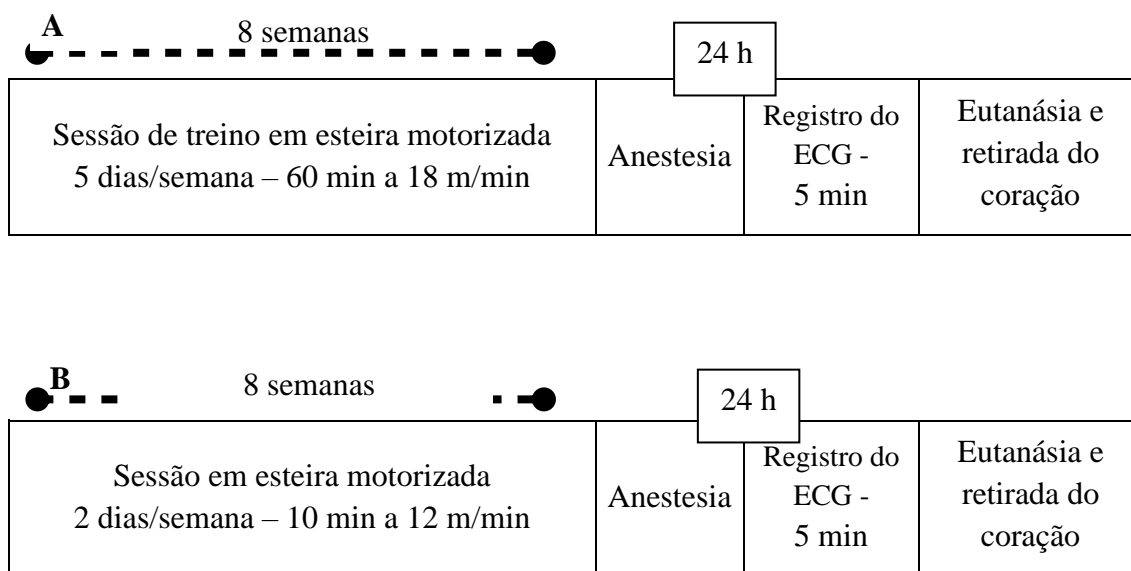 A
8 semanas
24 h
Sessão de treino em esteira motorizada
5 dias/semana – 60 min a 18 m/min
Anestesia
Registro do
ECG -
5 min
Eutanásia e
retirada do
coração
B
8 semanas
24 h
Sessão em esteira motorizada
2 dias/semana – 10 min a 12 m/min
Anestesia
Registro do
ECG -
5 min
Eutanásia e
retirada do
coração